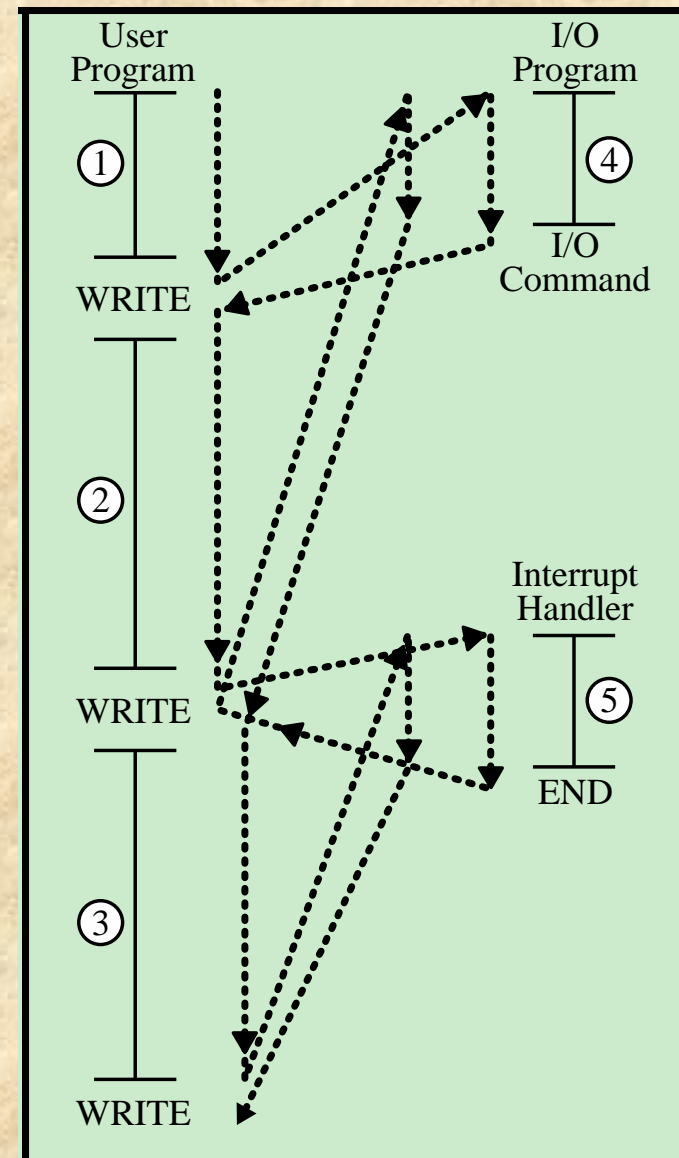 User
Program
I/O
Program
1
4
WRITE
I/O
Command
2
Interrupt
Handler
WRITE
5
END
3
WRITE